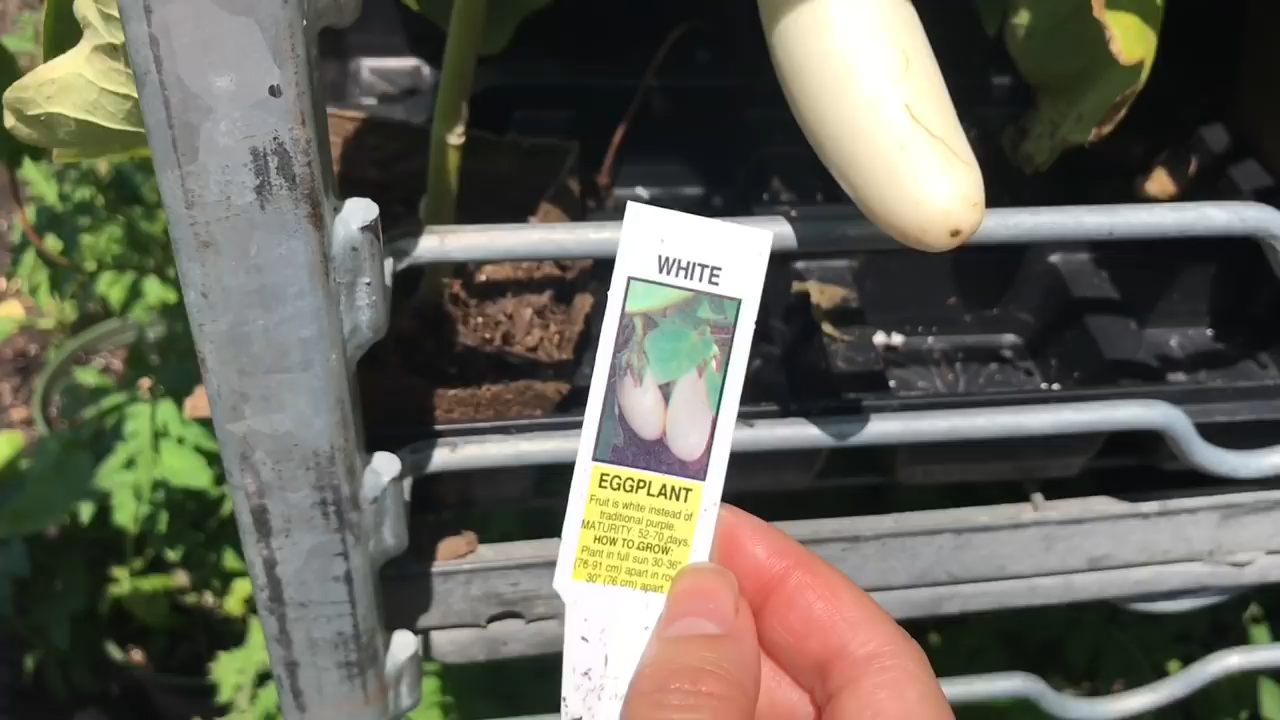 WHITE
EGGPLANT
Fruit is white instead of
traditional purple.
MATURITY: 52-70 days.
HOW TO GROW:
Plant in full sun 30-36"
(76-91 cm) apart in
30" (76 cm) apart